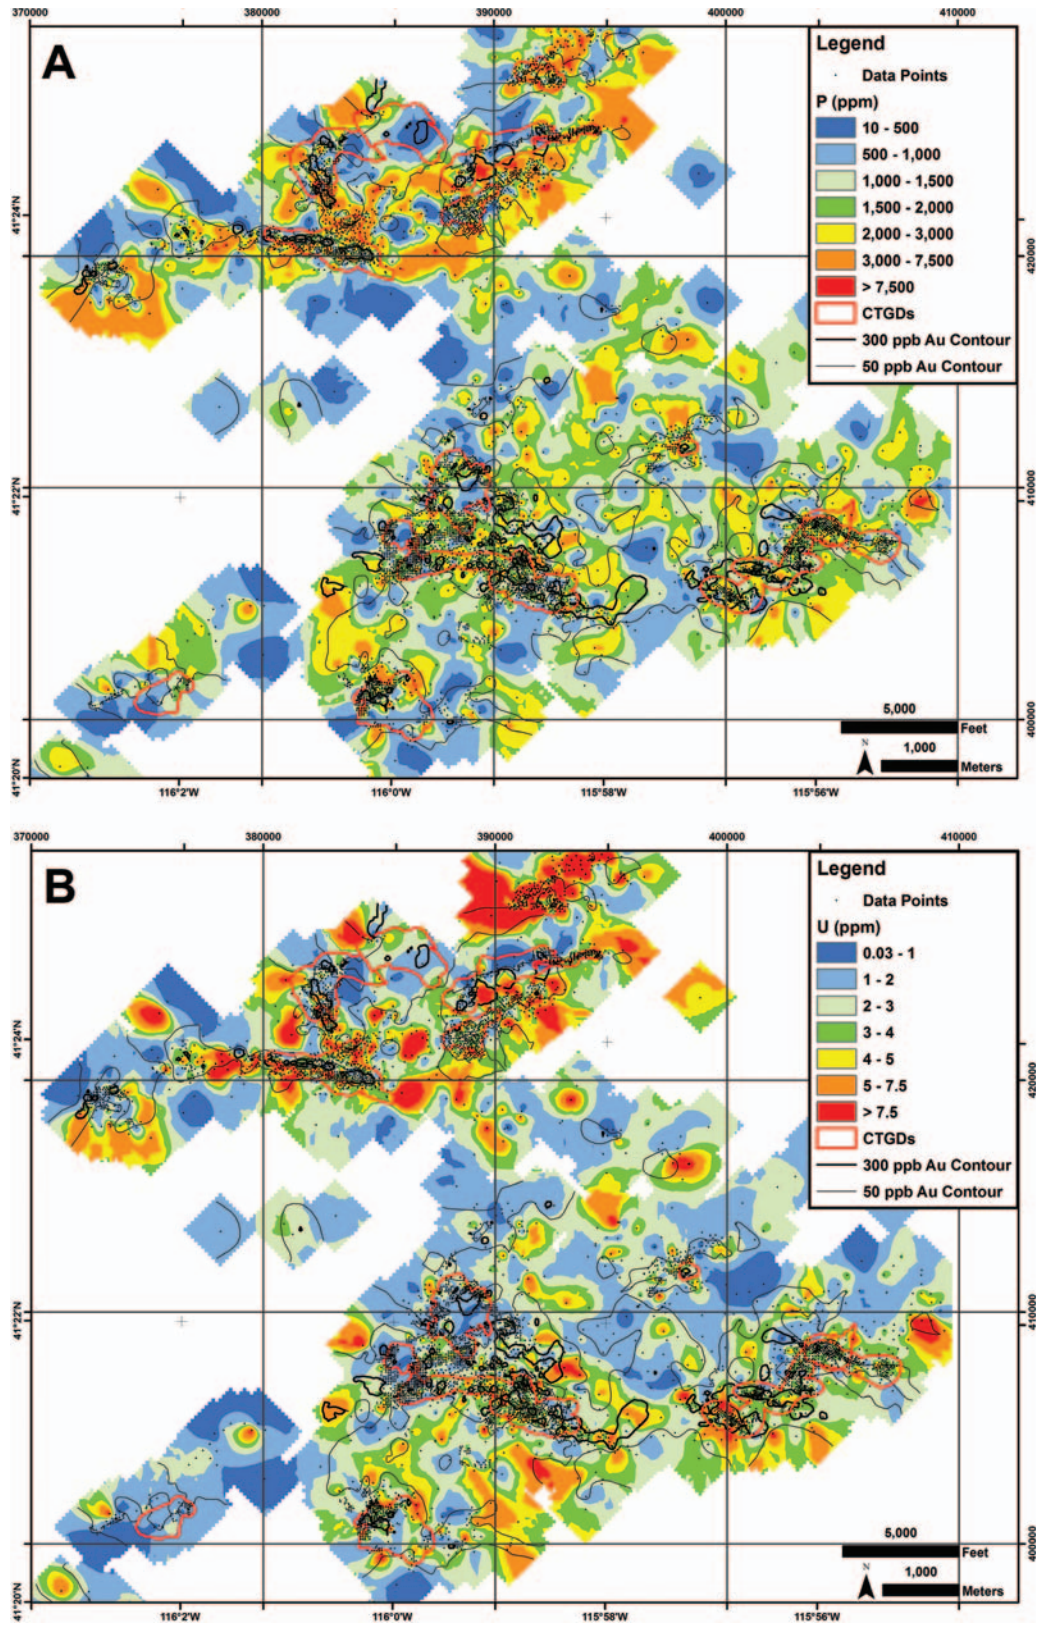 370000 380000 390000 400000 410000
A
Legend
Data Points
P (ppm)
10 - 500
500 - 1,000
1,000 - 1,500
1,500 - 2,000
2,000 - 3,000
3,000 - 7,500
> 7,500
CTGDs
300 ppb Au Contour
50 ppb Au Contour
41°24'N
420000
41°22'N
410000
400000
41°20'N
5,000
Feet
N
1,000
Meters
116°2'W 116°0'W 115°58'W 115°56'W
370000 380000 390000 400000 410000
B
Legend
Data Points
U (ppm)
0.03 - 1
1 - 2
2 - 3
3 - 4
4 - 5
5 - 7.5
> 7.5
CTGDs
300 ppb Au Contour
50 ppb Au Contour
41°24'N
420000
41°22'N
410000
400000
41°20'N
5,000
Feet
N
1,000
Meters
116°2'W 116°0'W 115°58'W 115°56'W